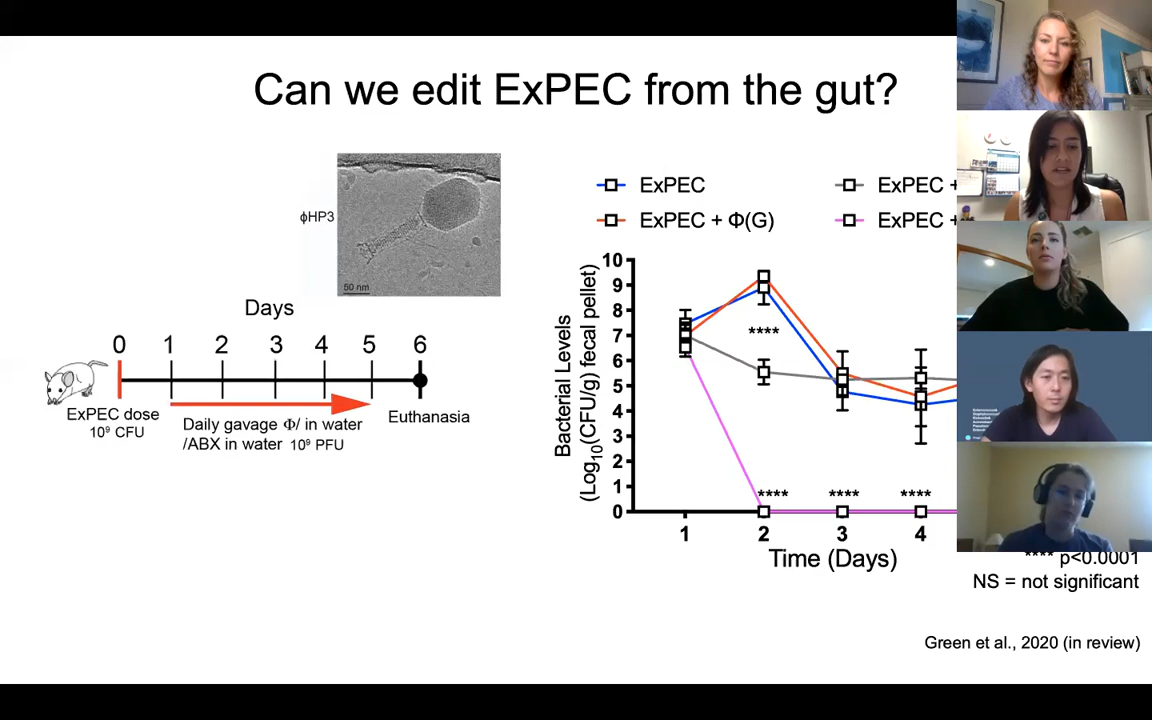 Can we edit ExPEC from the gut?
ϕHP3
50 nm
Days
0 1 2 3 4 5 6
ExPEC dose
10⁹ CFU
Daily gavage Φ/ in water
/ABX in water 10⁹ PFU
Euthanasia
ExPEC
ExPEC +
ExPEC + Φ(G)
ExPEC +
Bacterial Levels
(Log₁₀(CFU/g) fecal pellet)
10
9
8
7
6
5
4
3
2
1
0
****
**** **** ****
1 2 3 4
Time (Days)
**** p<0.0001
NS = not significant
Green et al., 2020 (in review)